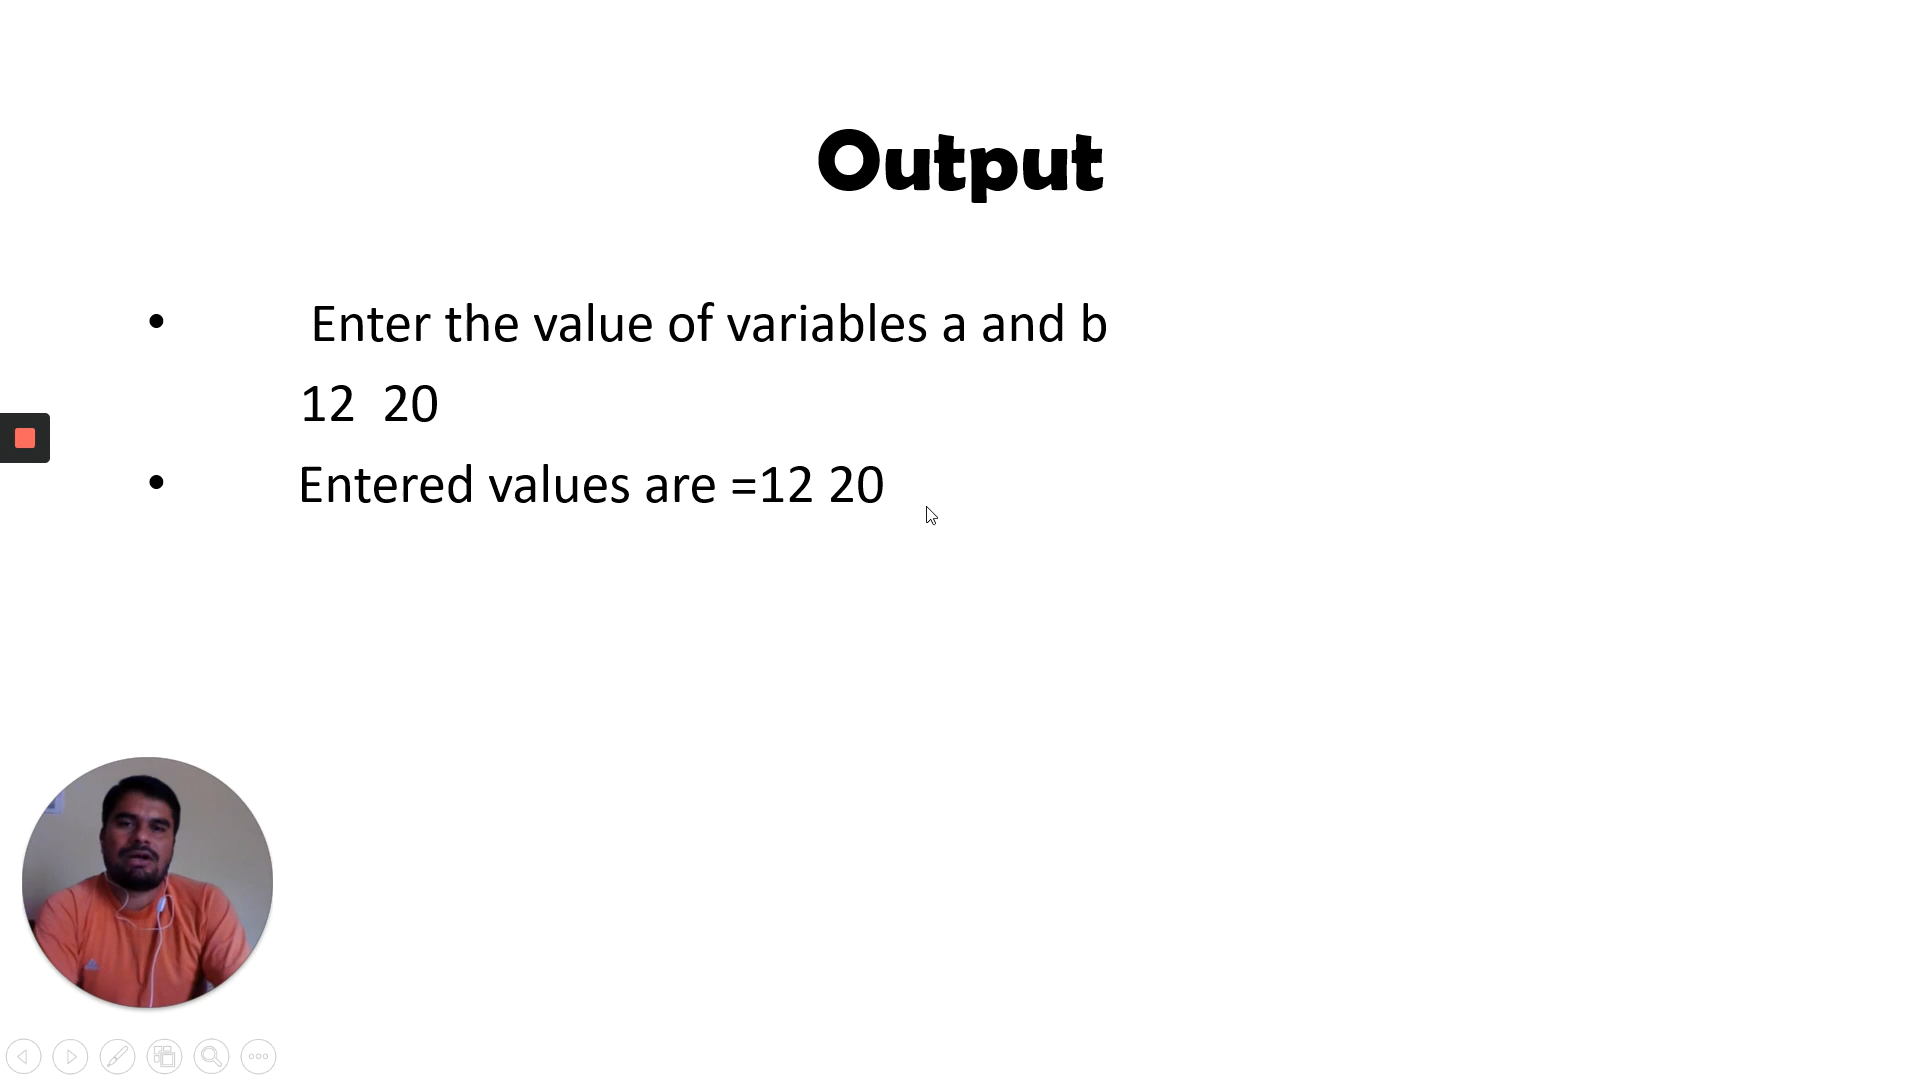 Output
• Enter the value of variables a and b
12 20
• Entered values are =12 20